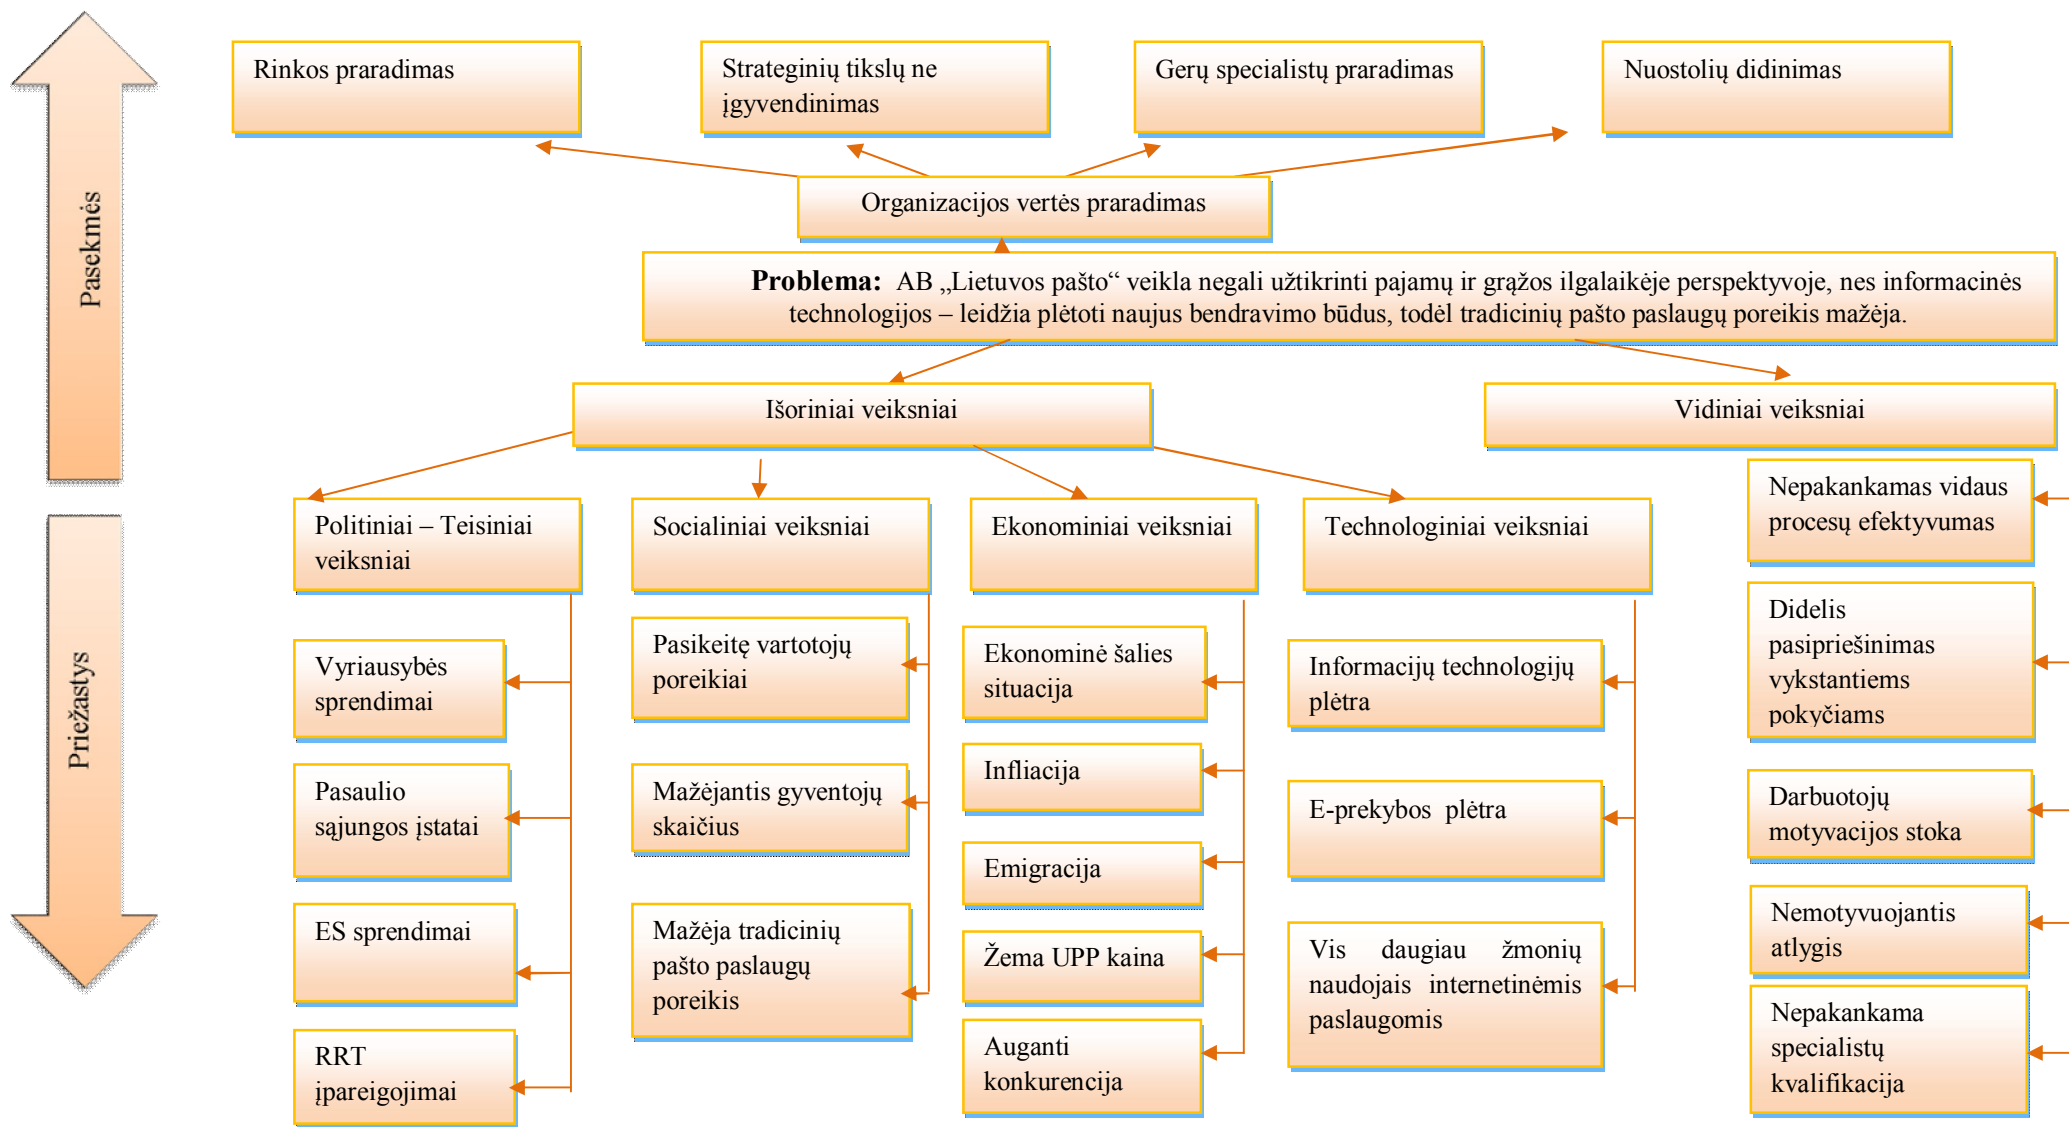 Pasekmės
Priežastys
Rinkos praradimas
Strateginių tikslų ne
įgyvendinimas
Gerų specialistų praradimas
Nuostolių didinimas
Organizacijos vertės praradimas
Problema: AB „Lietuvos pašto“ veikla negali užtikrinti pajamų ir grąžos ilgalaikėje perspektyvoje, nes informacinės
technologijos – leidžia plėtoti naujus bendravimo būdus, todėl tradicinių pašto paslaugų poreikis mažėja.
Išoriniai veiksniai
Vidiniai veiksniai
Politiniai – Teisiniai
veiksniai
Vyriausybės
sprendimai
Pasaulio
sąjungos įstatai
ES sprendimai
RRT
įpareigojimai
Socialiniai veiksniai
Pasikeitę vartotojų
poreikiai
Mažėjantis gyventojų
skaičius
Mažėja tradicinių
pašto paslaugų
poreikis
Ekonominiai veiksniai
Ekonominė šalies
situacija
Infliacija
Emigracija
Žema UPP kaina
Auganti
konkurencija
Technologiniai veiksniai
Informacijų technologijų
plėtra
E-prekybos plėtra
Vis daugiau žmonių
naudojais internetinėmis
paslaugomis
Nepakankamas vidaus
procesų efektyvumas
Didelis
pasipriešinimas
vykstantiems
pokyčiams
Darbuotojų
motyvacijos stoka
Nemotyvuojantis
atlygis
Nepakankama
specialistų
kvalifikacija